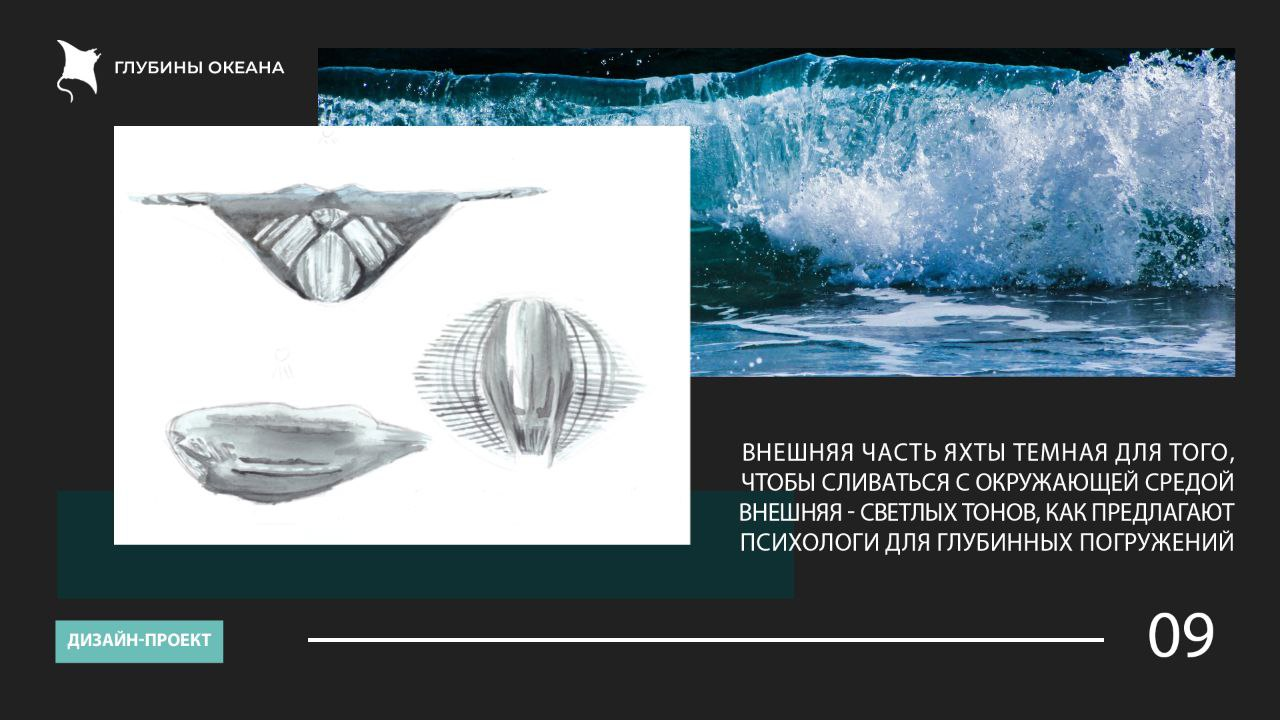 ГЛУБИНЫ ОКЕАНА
ВНЕШНЯЯ ЧАСТЬ ЯХТЫ ТЕМНАЯ ДЛЯ ТОГО,
ЧТОБЫ СЛИВАТЬСЯ С ОКРУЖАЮЩЕЙ СРЕДОЙ
ВНЕШНЯЯ - СВЕТЛЫХ ТОНОВ, КАК ПРЕДЛАГАЮТ
ПСИХОЛОГИ ДЛЯ ГЛУБИННЫХ ПОГРУЖЕНИЙ
ДИЗАЙН-ПРОЕКТ
09